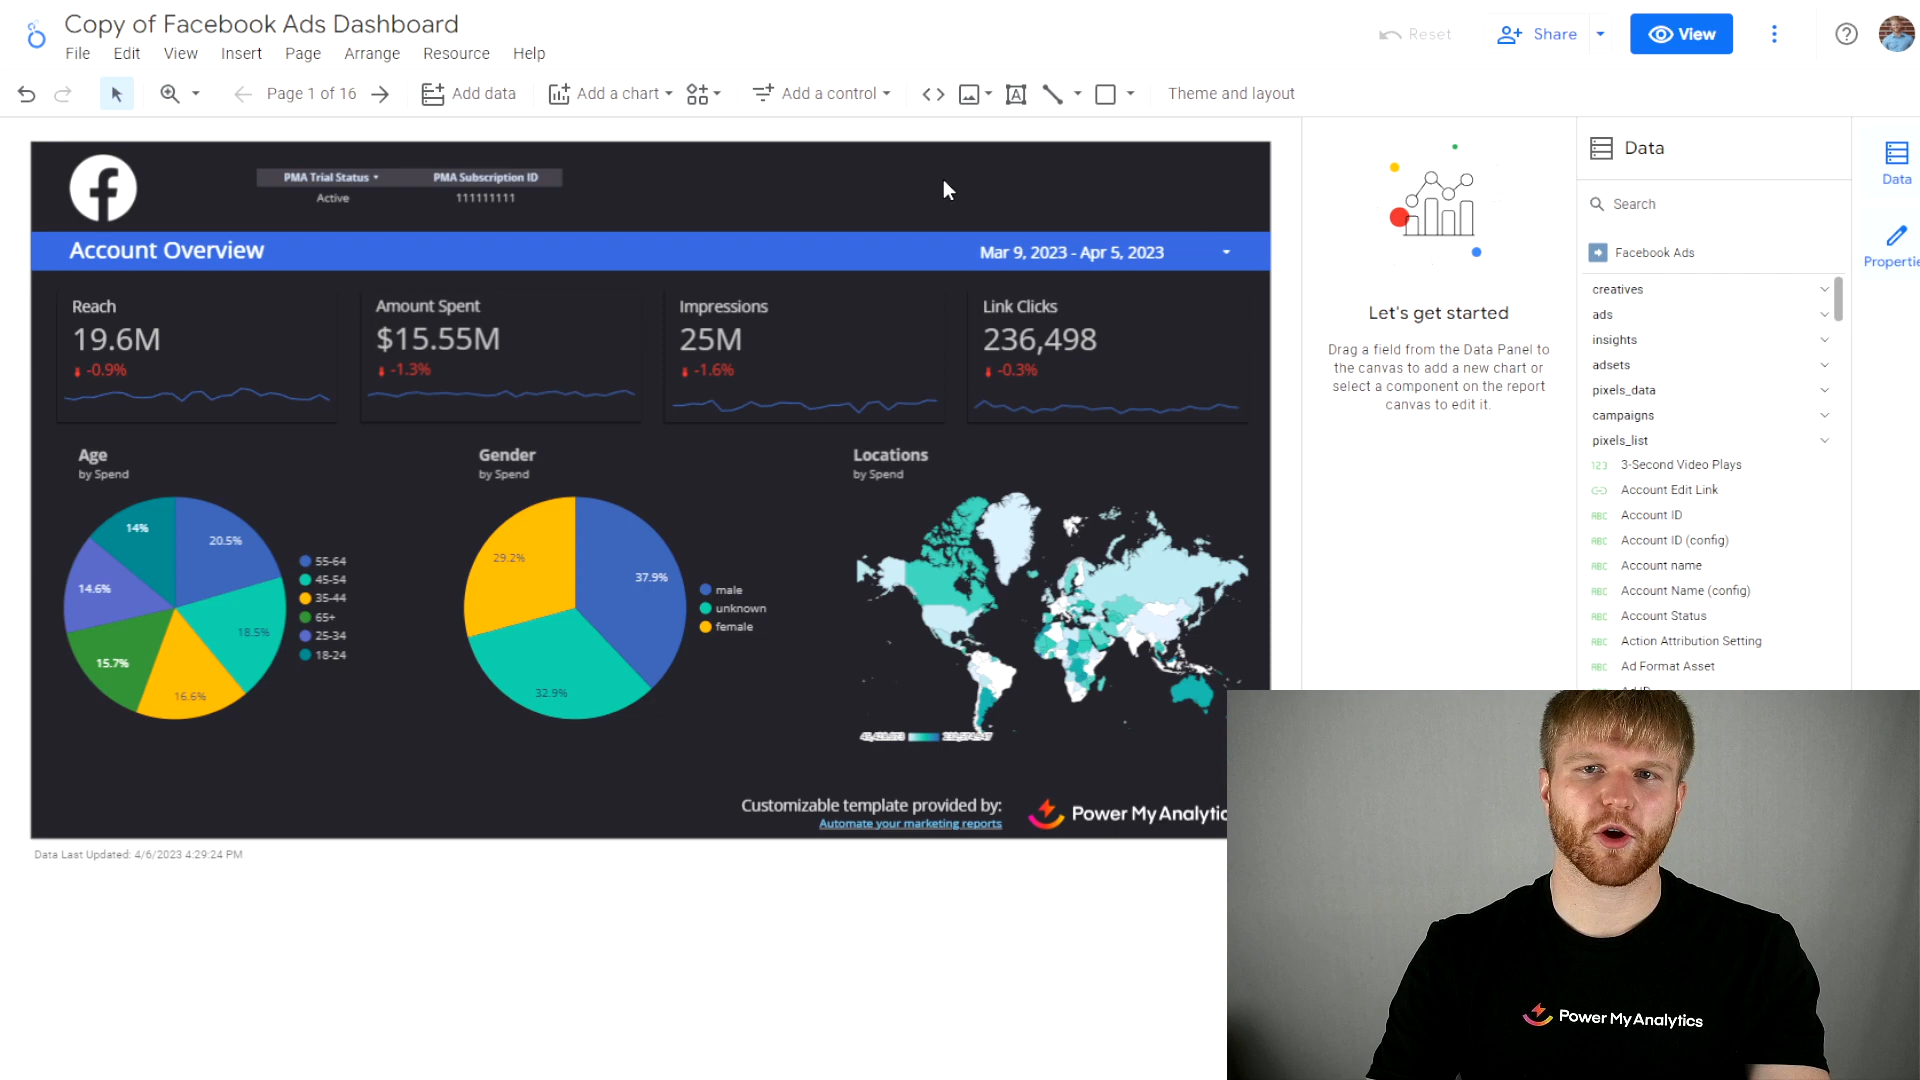 Copy of Facebook Ads Dashboard
File Edit View Insert Page Arrange Resource Help
Reset Share View
Page 1 of 16 Add data Add a chart Add a control Theme and layout
PMA Trial Status PMA Subscription ID
Active 111111111
Account Overview Mar 9, 2023 - Apr 5, 2023
Reach Amount Spent Impressions Link Clicks
19.6M $15.55M 25M 236,498
-0.9% -1.3% -1.6% -0.3%
Age Gender Locations
by Spend by Spend by Spend
14%
20.5%
14.6%
18.5%
15.7%
16.6%
55-64
45-54
35-44
65+
25-34
18-24
29.2%
37.9%
32.9%
male
unknown
female
Customizable template provided by:
Automate your marketing reports
Power My Analytic
Data Last Updated: 4/6/2023 4:29:24 PM
Let's get started
Drag a field from the Data Panel to
the canvas to add a new chart or
select a component on the report
canvas to edit it.
Data
Search
Facebook Ads
creatives
ads
insights
adsets
pixels_data
campaigns
pixels_list
123 3-Second Video Plays
Account Edit Link
ABC Account ID
ABC Account ID (config)
ABC Account name
ABC Account Name (config)
ABC Account Status
ABC Action Attribution Setting
ABC Ad Format Asset
Data
Propertie
Power My Analytics